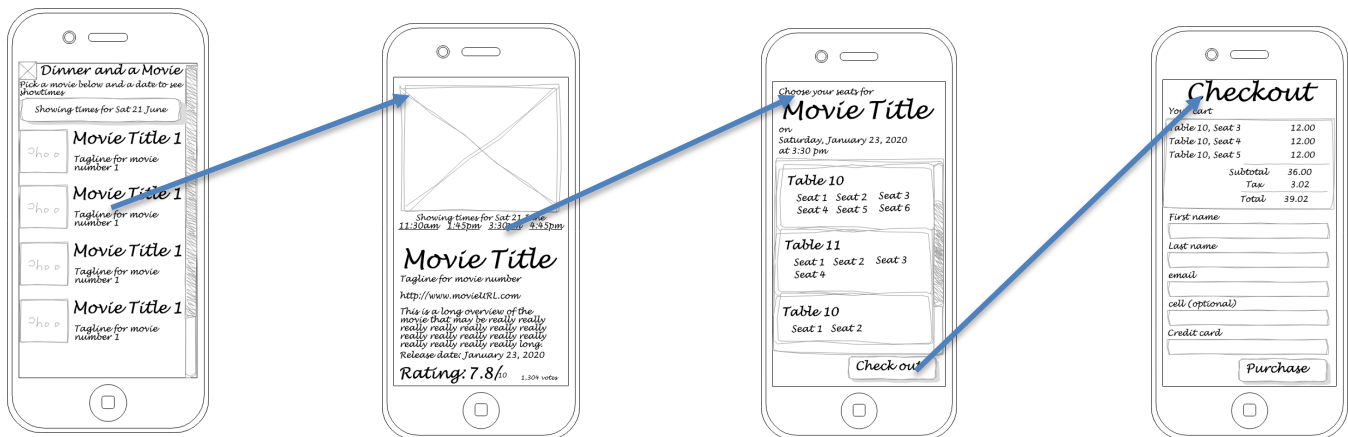 Dinner and a Movie
Pick a movie below and a date to see
showtimes
Showing times for Sat 21 June
Movie Title 1
Tagline for movie
number 1
Movie Title 1
Tagline for movie
number 1
Movie Title 1
Tagline for movie
number 1
Movie Title 1
Tagline for movie
number 1
Showing times for Sat 21 June
11:30am 1:45pm 3:30pm 4:45pm
Movie Title
Tagline for movie number
http://www.movieURL.com
This is a long overview of the
movie that may be really really
really really really really really
really really really really really
really really really really long.
Release date: January 23, 2020
Rating: 7.8/10 1,304 votes
Choose your seats for
Movie Title
on
Saturday, January 23, 2020
at 3:30 pm
Table 10
Seat 1 Seat 2 Seat 3
Seat 4 Seat 5 Seat 6
Table 11
Seat 1 Seat 2 Seat 3
Seat 4
Table 10
Seat 1 Seat 2
Check out
Checkout
Your cart
Table 10, Seat 3 12.00
Table 10, Seat 4 12.00
Table 10, Seat 5 12.00
Subtotal 36.00
Tax 3.02
Total 39.02
First name
Last name
email
cell (optional)
Credit card
Purchase